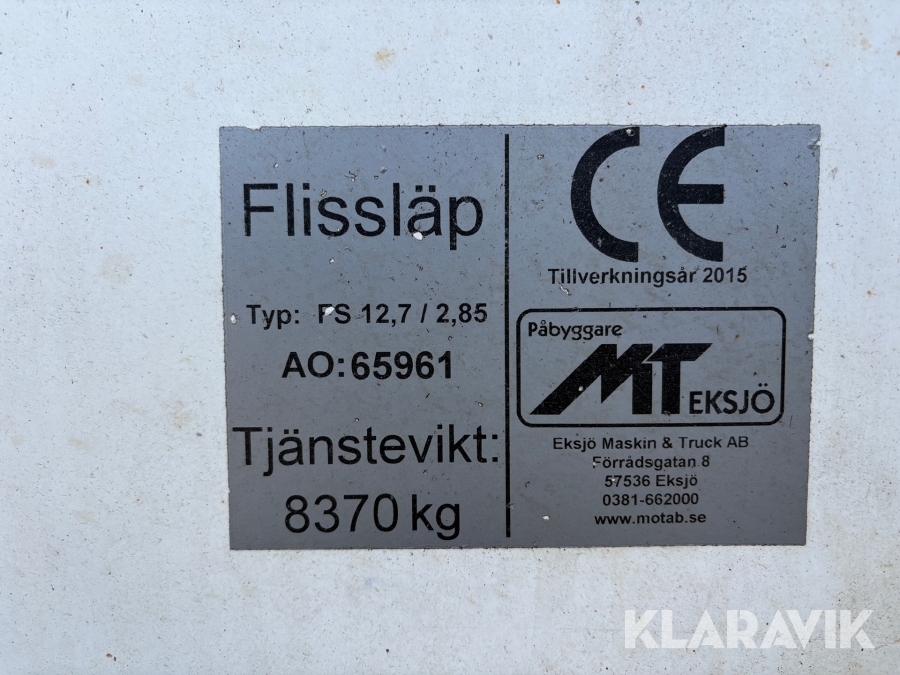 Flissläp
Typ: FS 12,7 / 2,85
AO: 65961
Tjänstevikt:
8370 kg
CE
Tillverkningsår 2015
Påbyggare
MT EKSJÖ
Eksjö Maskin & Truck AB
Förrådsgatan 8
57536 Eksjö
0381-662000
www.motab.se
KLARAVIK